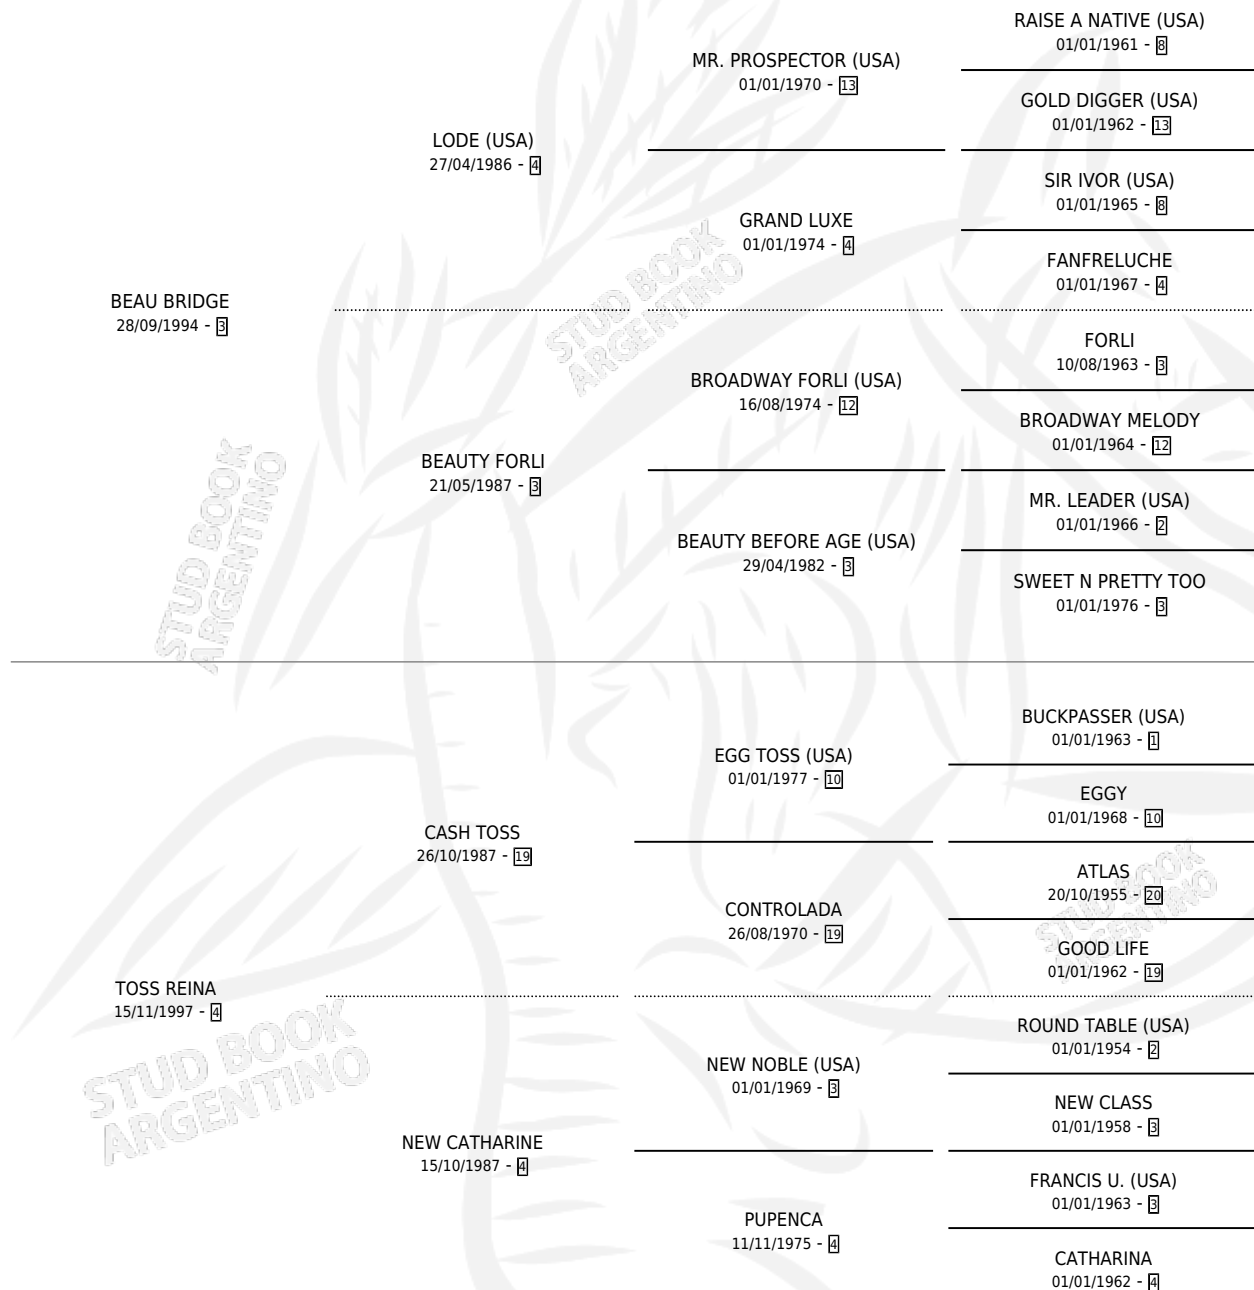 RAISE A NATIVE (USA)
01/01/1961 - 8
MR. PROSPECTOR (USA)
01/01/1970 - 13
GOLD DIGGER (USA)
01/01/1962 - 13
LODE (USA)
27/04/1986 - 4
SIR IVOR (USA)
01/01/1965 - 8
GRAND LUXE
01/01/1974 - 4
FANFRELUCHE
01/01/1967 - 4
BEAU BRIDGE
28/09/1994 - 3
FORLI
10/08/1963 - 3
BROADWAY FORLI (USA)
16/08/1974 - 12
BROADWAY MELODY
01/01/1964 - 12
BEAUTY FORLI
21/05/1987 - 3
MR. LEADER (USA)
01/01/1966 - 2
BEAUTY BEFORE AGE (USA)
29/04/1982 - 3
SWEET N PRETTY TOO
01/01/1976 - 3
BUCKPASSER (USA)
01/01/1963 - 1
EGG TOSS (USA)
01/01/1977 - 10
EGGY
01/01/1968 - 10
CASH TOSS
26/10/1987 - 19
ATLAS
20/10/1955 - 20
CONTROLADA
26/08/1970 - 19
GOOD LIFE
01/01/1962 - 19
TOSS REINA
15/11/1997 - 4
ROUND TABLE (USA)
01/01/1954 - 2
NEW NOBLE (USA)
01/01/1969 - 3
NEW CLASS
01/01/1958 - 3
NEW CATHARINE
15/10/1987 - 4
FRANCIS U. (USA)
01/01/1963 - 3
PUPENCA
11/11/1975 - 4
CATHARINA
01/01/1962 - 4
STUD BOOK
ARGENTINO
STUD BOOK
ARGENTINO
STUD BOOK
ARGENTINO
STUD BOOK
ARGENTINO